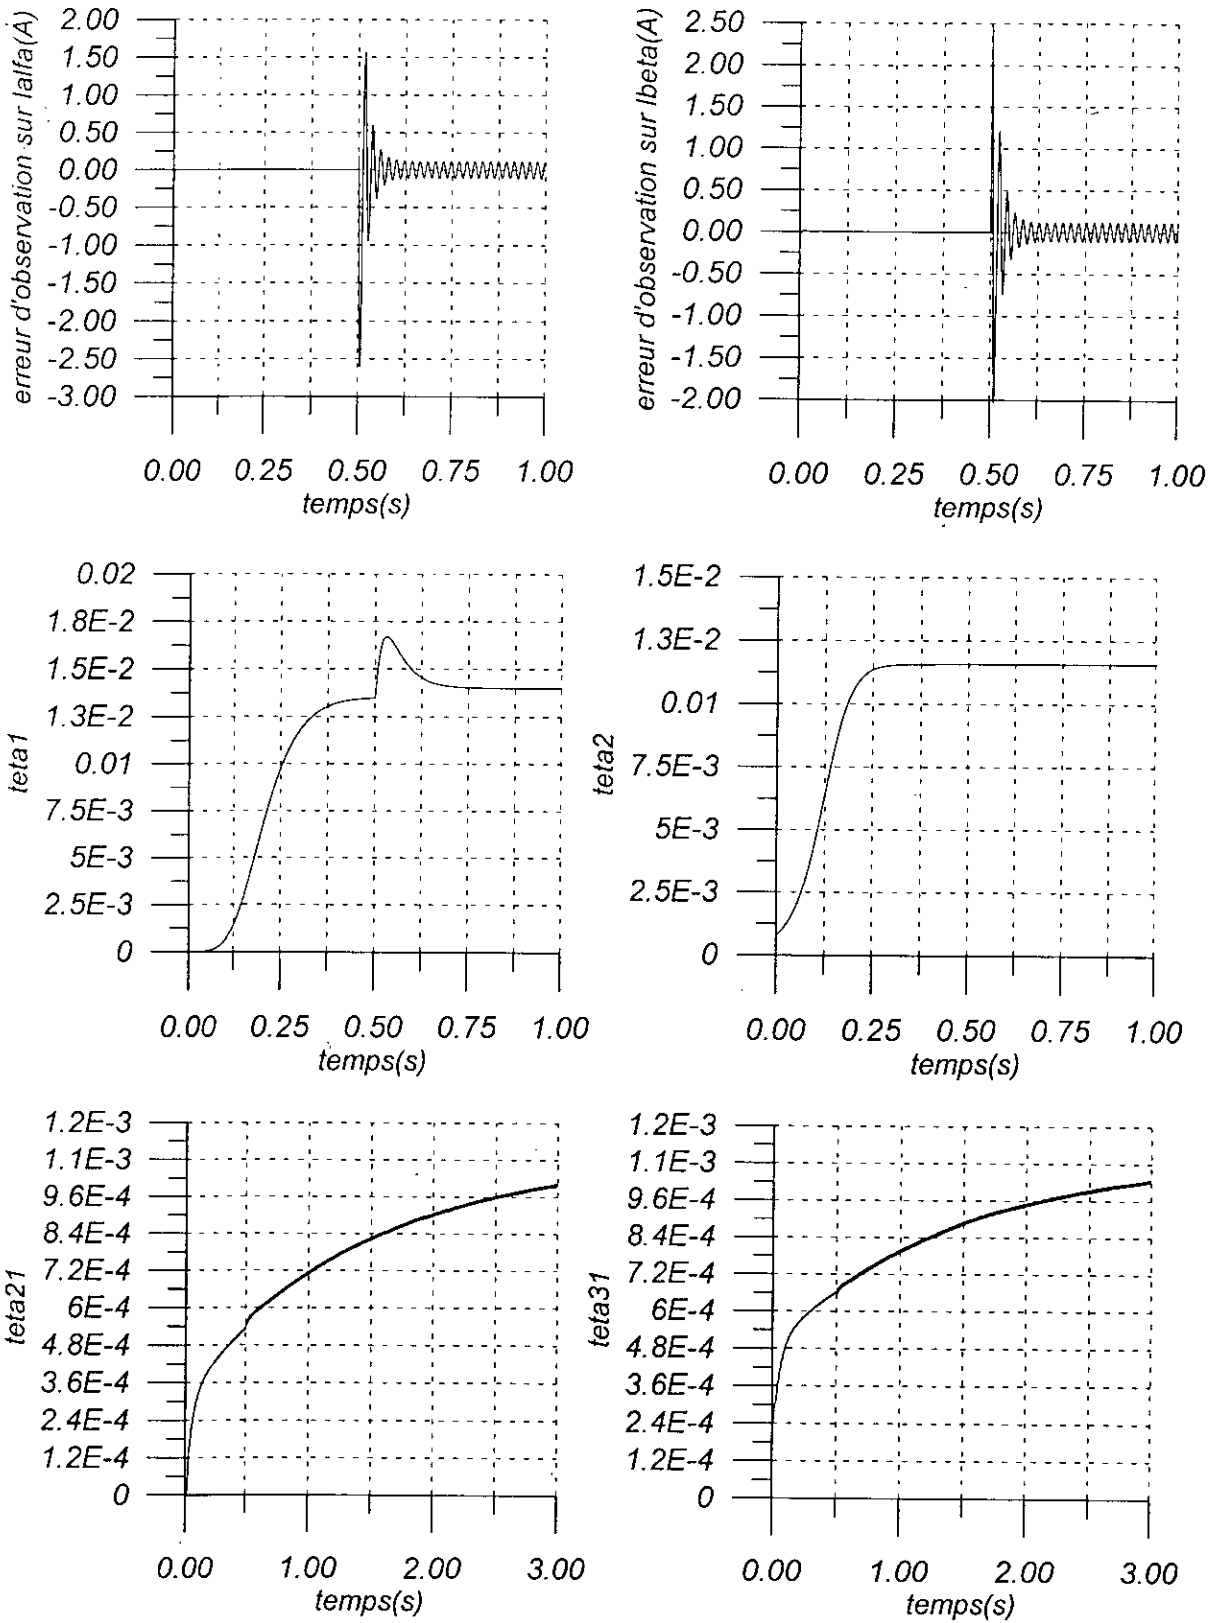 erreur d'observation sur Ialfa(A)
2.00
1.50
1.00
0.50
0.00
-0.50
-1.00
-1.50
-2.00
-2.50
-3.00
0.00 0.25 0.50 0.75 1.00
temps(s)
erreur d'observation sur Ibeta(A)
2.50
2.00
1.50
1.00
0.50
0.00
-0.50
-1.00
-1.50
-2.00
0.00 0.25 0.50 0.75 1.00
temps(s)
teta1
0.02
1.8E-2
1.5E-2
1.3E-2
0.01
7.5E-3
5E-3
2.5E-3
0
0.00 0.25 0.50 0.75 1.00
temps(s)
teta2
1.5E-2
1.3E-2
0.01
7.5E-3
5E-3
2.5E-3
0
0.00 0.25 0.50 0.75 1.00
temps(s)
teta21
1.2E-3
1.1E-3
9.6E-4
8.4E-4
7.2E-4
6E-4
4.8E-4
3.6E-4
2.4E-4
1.2E-4
0
0.00 1.00 2.00 3.00
temps(s)
teta31
1.2E-3
1.1E-3
9.6E-4
8.4E-4
7.2E-4
6E-4
4.8E-4
3.6E-4
2.4E-4
1.2E-4
0
0.00 1.00 2.00 3.00
temps(s)